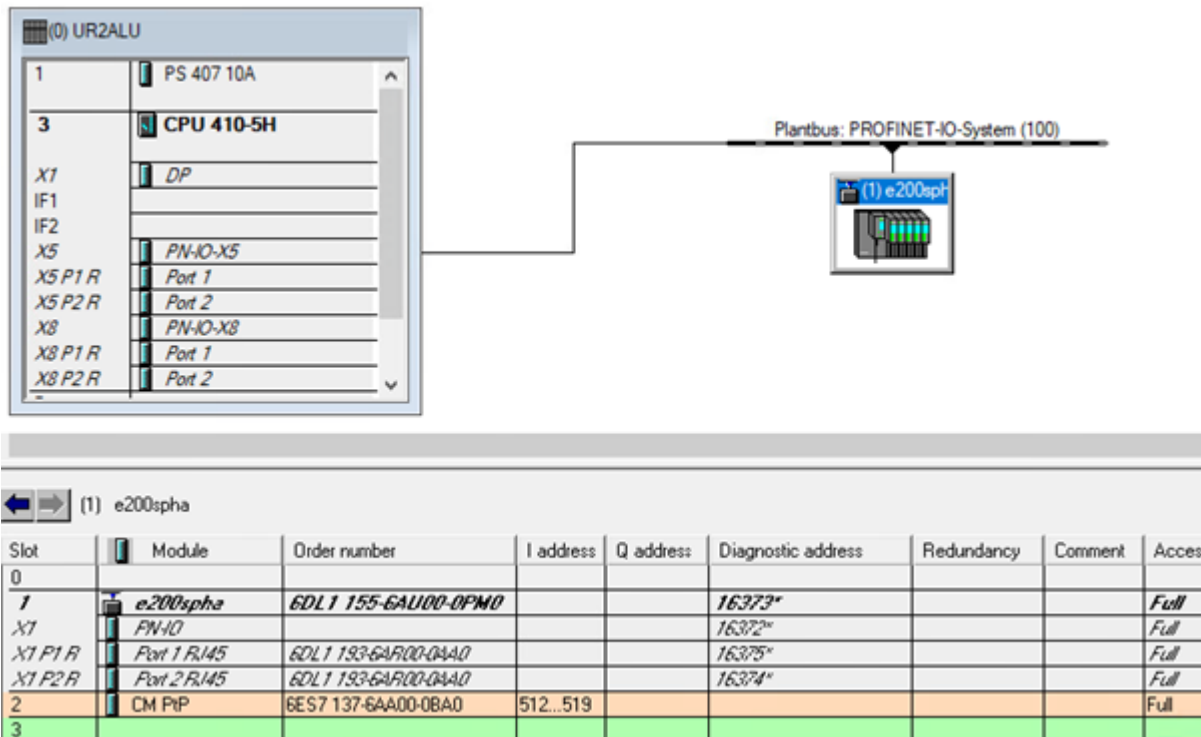 (0) UR2ALU
1 PS 407 10A
3 CPU 410-5H
X1 DP
IF1
IF2
X5 PN-IO-X5
X5 P1 R Port 1
X5 P2 R Port 2
X8 PN-IO-X8
X8 P1 R Port 1
X8 P2 R Port 2
Plantbus: PROFINET-IO-System (100)
(1) e200spH
(1) e200spha
Slot Module Order number I address Q address Diagnostic address Redundancy Comment Acces
0
1 e200spha 6DL1 155-6AU00-0PM0 16373* Full
X1 PN-IO 16372* Full
X1 P1 R Port 1 RJ45 6DL1 193-6AR00-0AA0 16375* Full
X1 P2 R Port 2 RJ45 6DL1 193-6AR00-0AA0 16374* Full
2 CM PtP 6ES7 137-6AA00-0BA0 512...519 Full
3